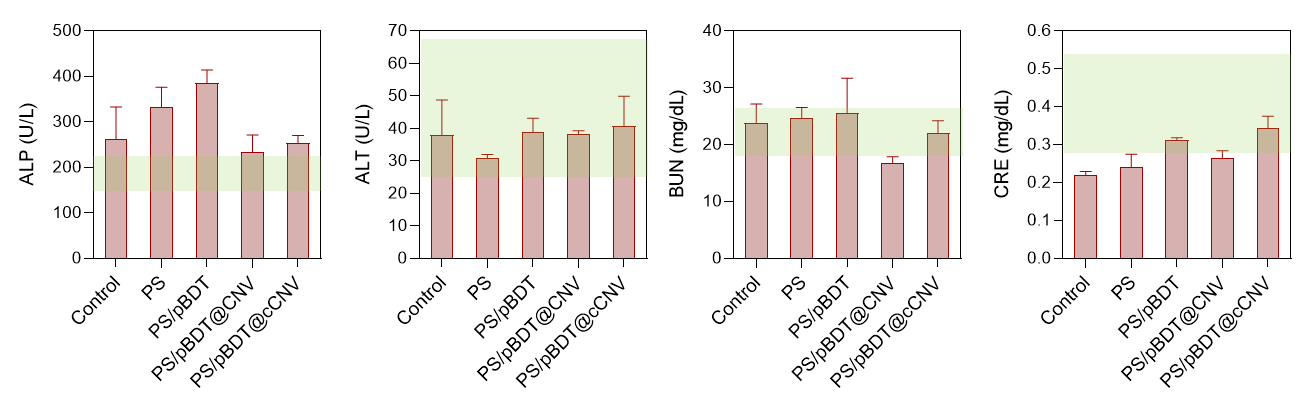 ALP (U/L)
500
400
300
200
100
0
Control
PS
PS/pBDT
PS/pBDT@CNV
PS/pBDT@cCNV
ALT (U/L)
70
60
50
40
30
20
10
0
Control
PS
PS/pBDT
PS/pBDT@CNV
PS/pBDT@cCNV
BUN (mg/dL)
40
30
20
10
0
Control
PS
PS/pBDT
PS/pBDT@CNV
PS/pBDT@cCNV
CRE (mg/dL)
0.6
0.5
0.4
0.3
0.2
0.1
0.0
Control
PS
PS/pBDT
PS/pBDT@CNV
PS/pBDT@cCNV